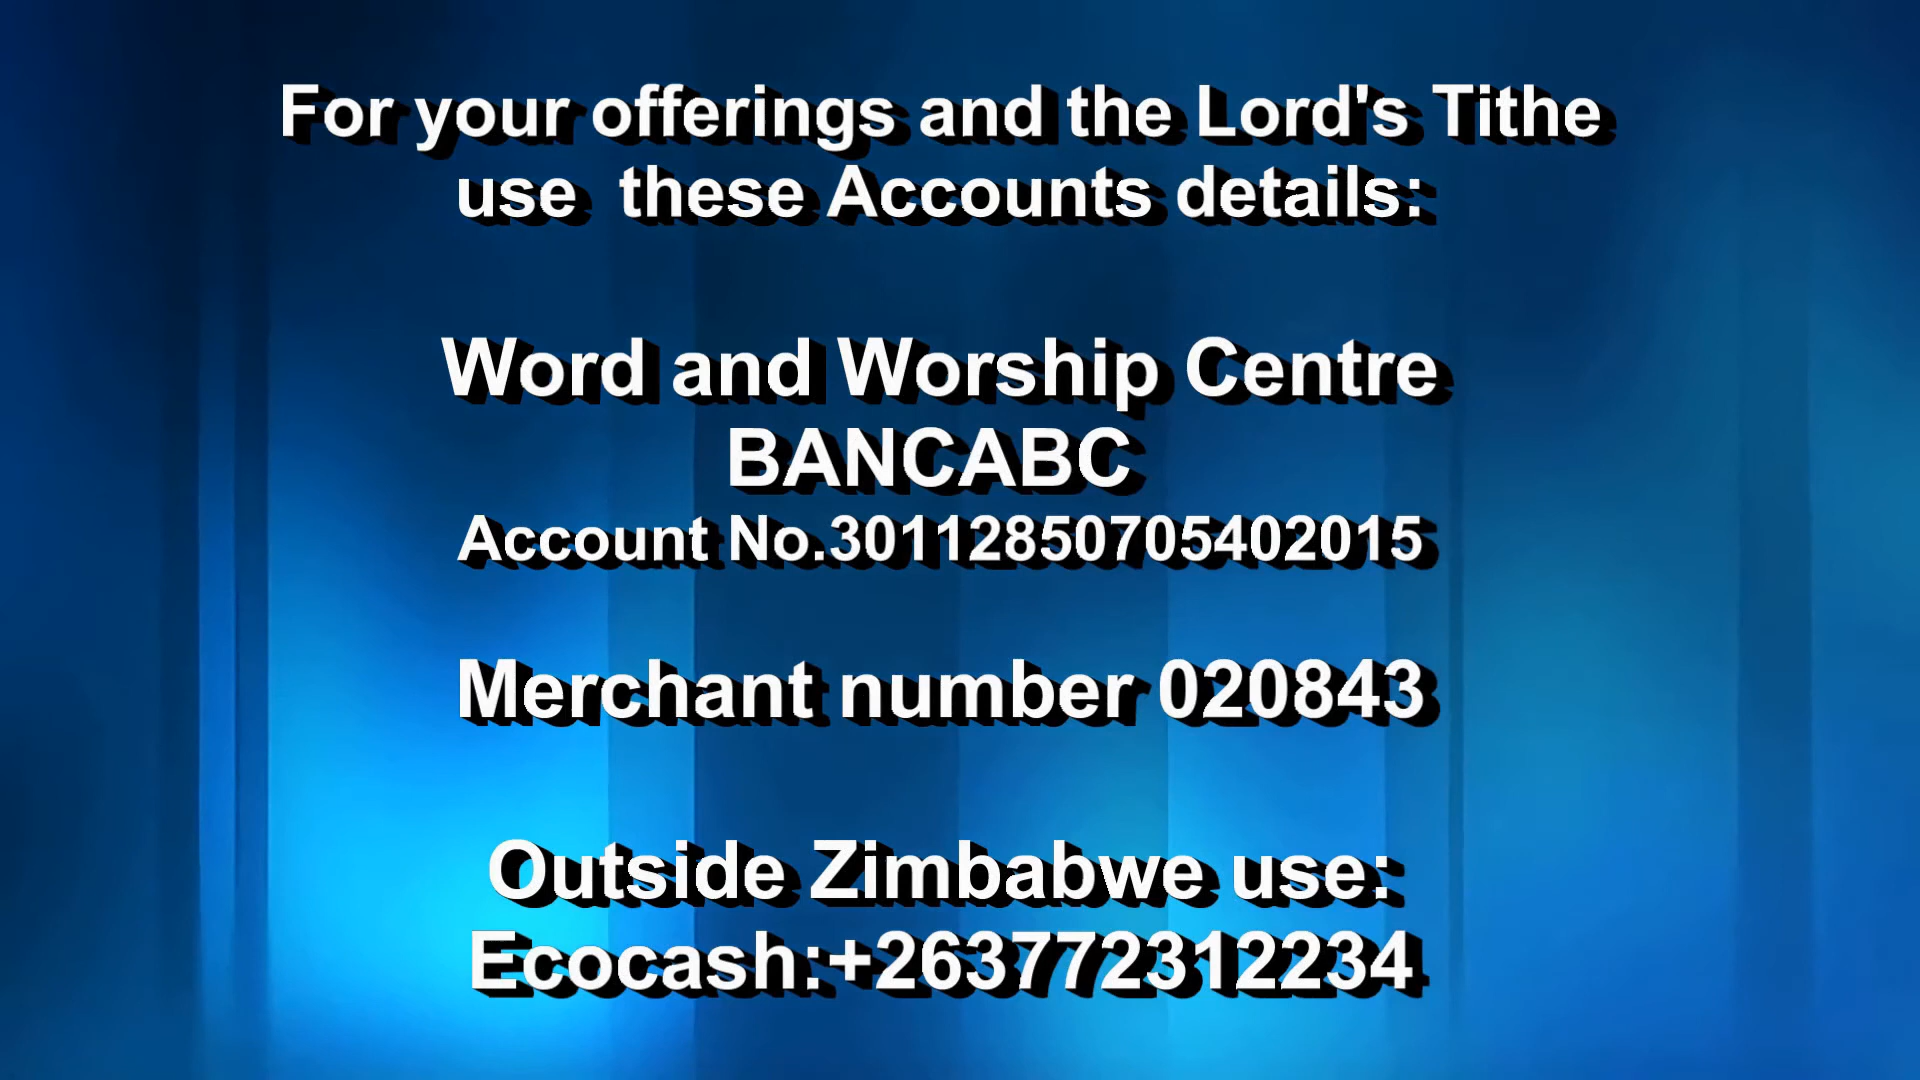 For your offerings and the Lord's Tithe
use these Accounts details:
Word and Worship Centre
BANCABC
Account No.30112850705402015
Merchant number 020843
Outside Zimbabwe use:
Ecocash:+263772312234